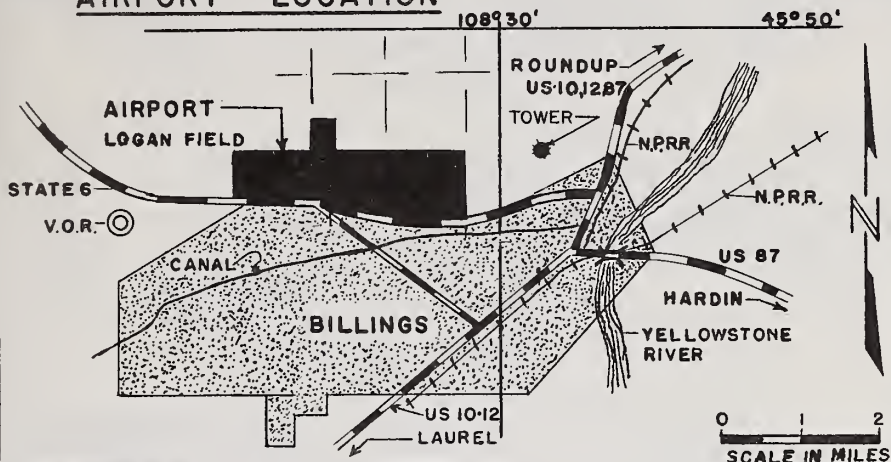 AIRPORT LOCATION
108°30' 45°50'
ROUNDUP
US·10,12,87
AIRPORT
LOGAN FIELD
TOWER
N.P.R.R.
STATE 6
N.P.R.R.
V.O.R.
N
US 87
CANAL
HARDIN
BILLINGS
YELLOWSTONE
RIVER
US 10·12
LAUREL
0 1 2
SCALE IN MILES